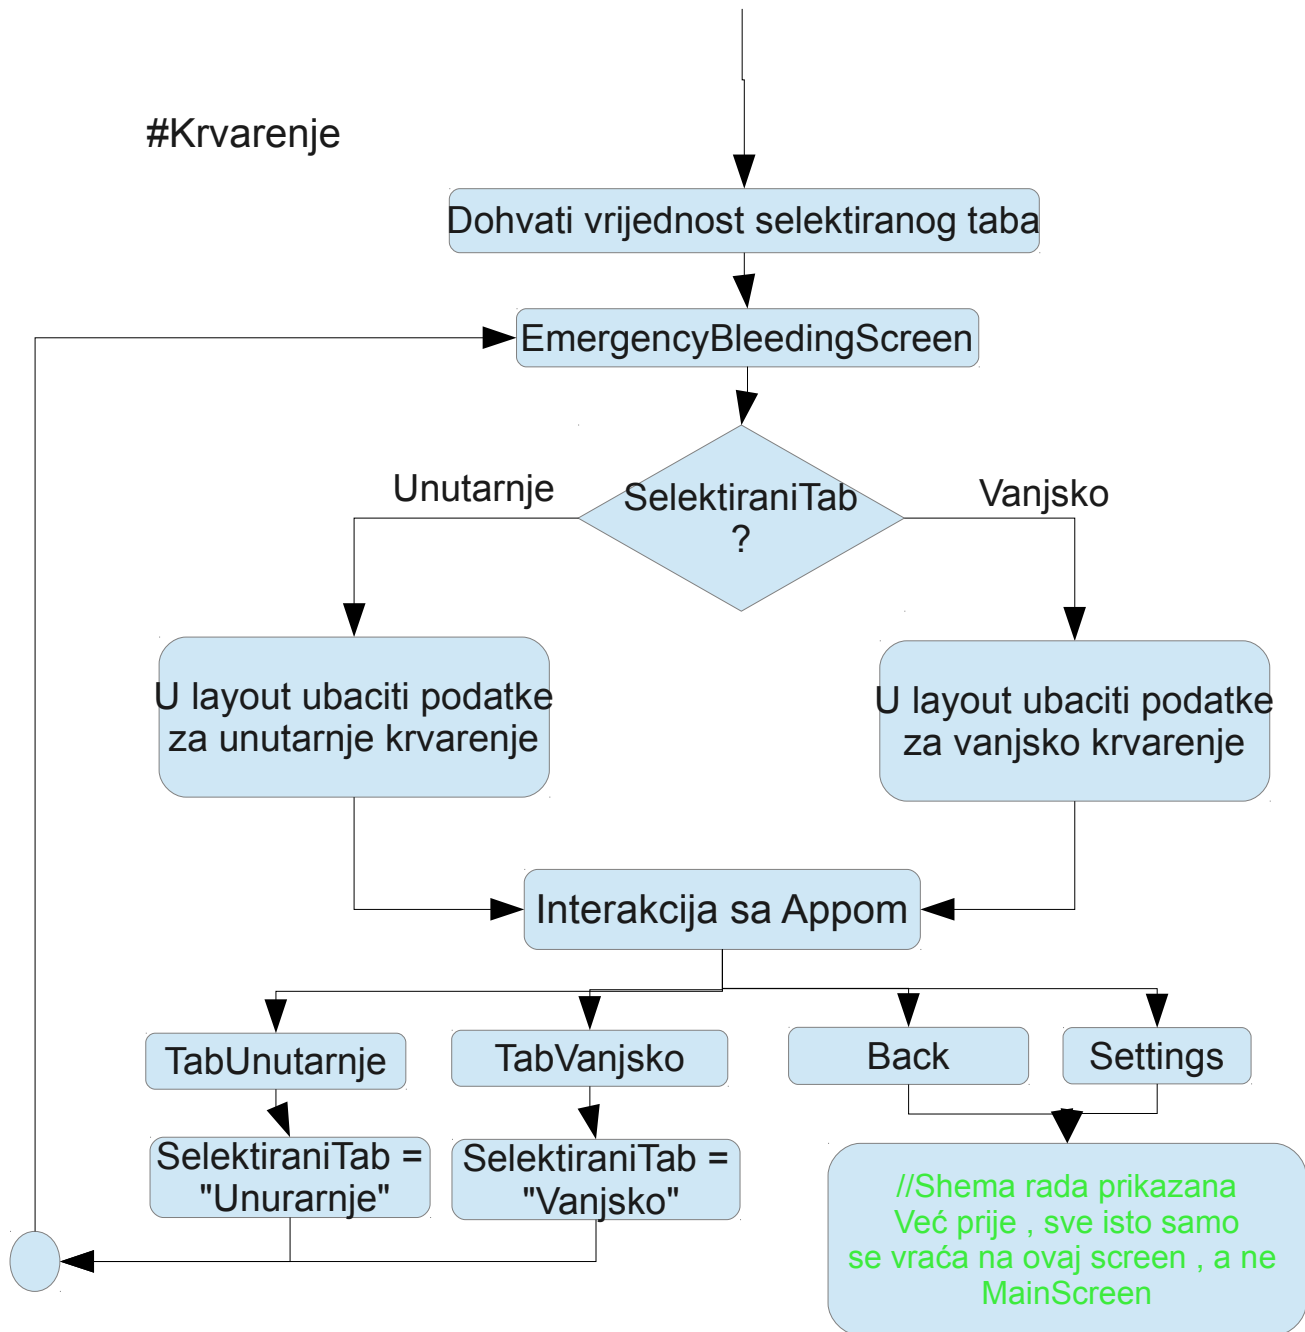 #Krvarenje
Dohvati vrijednost selektiranog taba
EmergencyBleedingScreen
Unutarnje
SelektiraniTab
?
Vanjsko
U layout ubaciti podatke
za unutarnje krvarenje
U layout ubaciti podatke
za vanjsko krvarenje
Interakcija sa Appom
TabUnutarnje
TabVanjsko
Back
Settings
SelektiraniTab =
"Unurarnje"
SelektiraniTab =
"Vanjsko"
//Shema rada prikazana
Već prije , sve isto samo
se vraća na ovaj screen , a ne
MainScreen